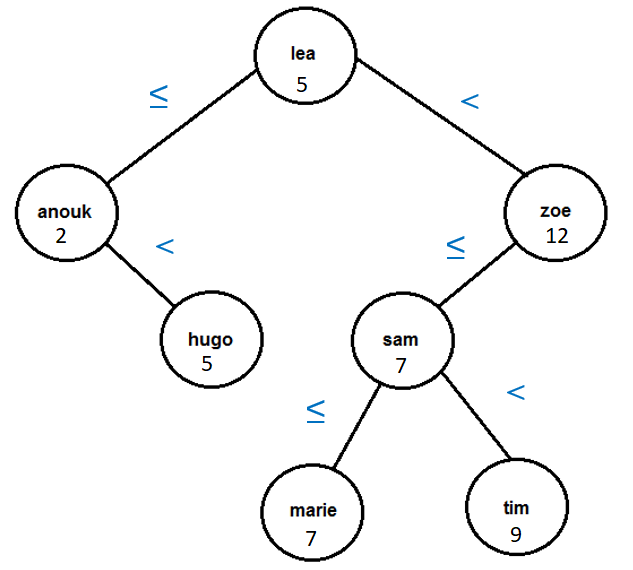 lea
5
≤
<
anouk
2
zoe
12
<
≤
hugo
5
sam
7
≤
<
marie
7
tim
9